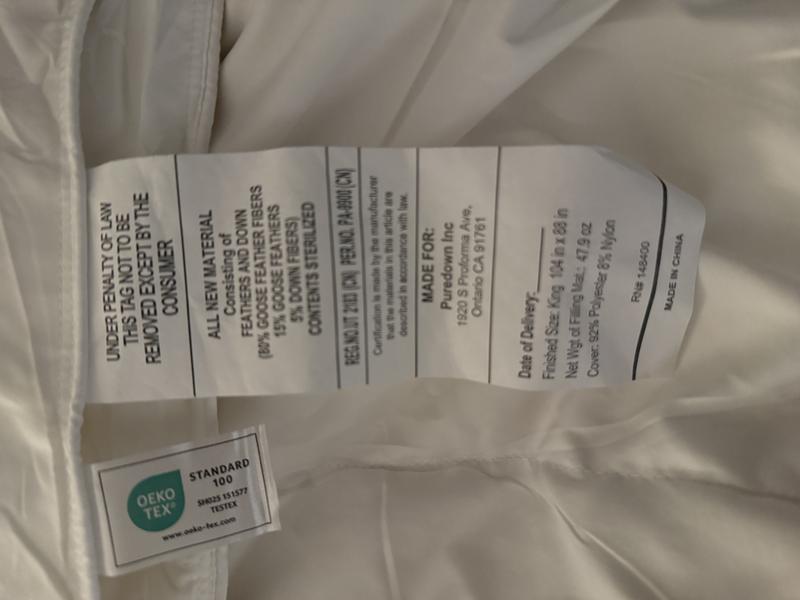 UNDER PENALTY OF LAW
THIS TAG NOT TO BE
REMOVED EXCEPT BY THE
CONSUMER
ALL NEW MATERIAL
Consisting of
FEATHERS AND DOWN
(80% GOOSE FEATHER FIBERS
15% GOOSE FEATHERS
5% DOWN FIBERS)
CONTENTS STERILIZED
REG.NO.UT 2183 (CN) PER.NO. PA-8900 (CN)
Certification is made by the manufacturer
that the materials in this article are
described in accordance with law.
MADE FOR:
Puredown Inc
1920 S Proforma Ave,
Ontario CA 91761
Date of Delivery:
Finished Size: King 104 in x 88 in
Net Wgt of Filling Mat.: 47.9 oz
Cover: 92% Polyester 8% Nylon
RN# 148400
MADE IN CHINA
OEKO
TEX®
STANDARD
100
SH025 151577
TESTEX
www.oeko-tex.com